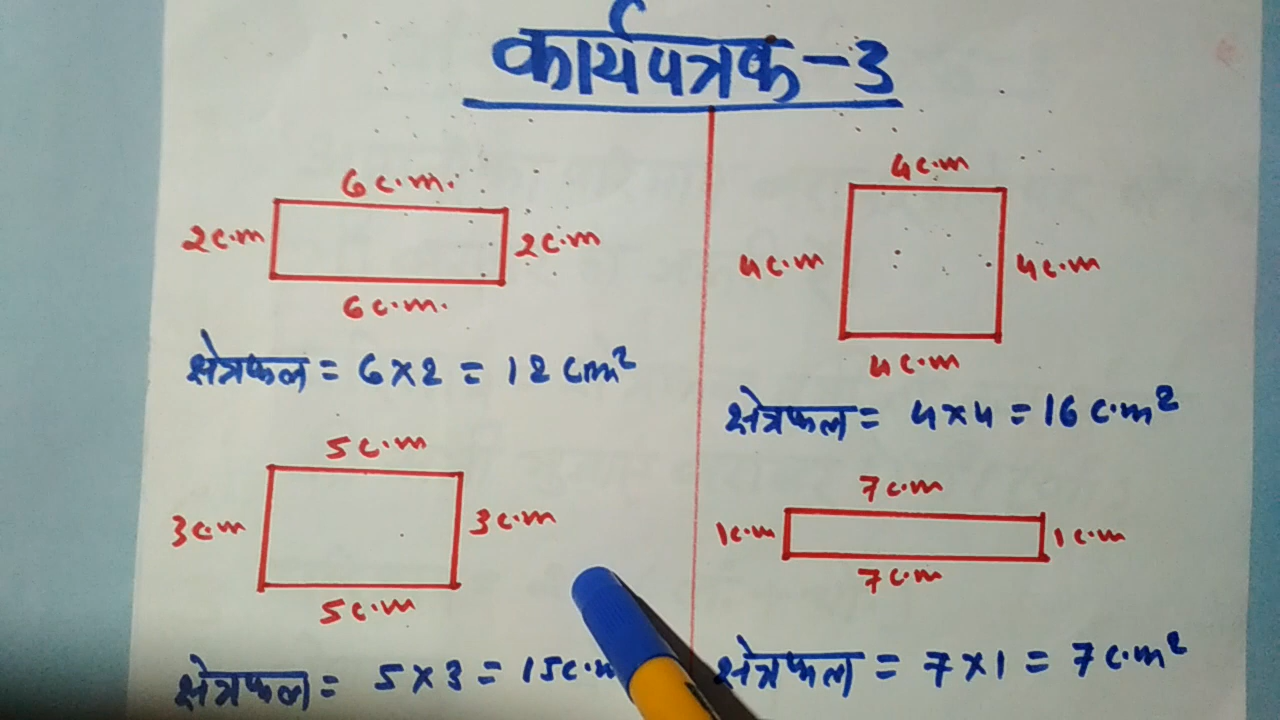 कार्यपत्रक-3
6 c.m.
2 c.m
2 c.m
6 c.m.
क्षेत्रफल = 6 × 2 = 12 cm²
5 c.m
3 c.m
3 c.m
5 c.m
क्षेत्रफल = 5 × 3 = 15 c.m
4 c.m
4 c.m
4 c.m
4 c.m
क्षेत्रफल = 4 × 4 = 16 c.m²
7 c.m
1 c.m
1 c.m
7 c.m
क्षेत्रफल = 7 × 1 = 7 c.m²